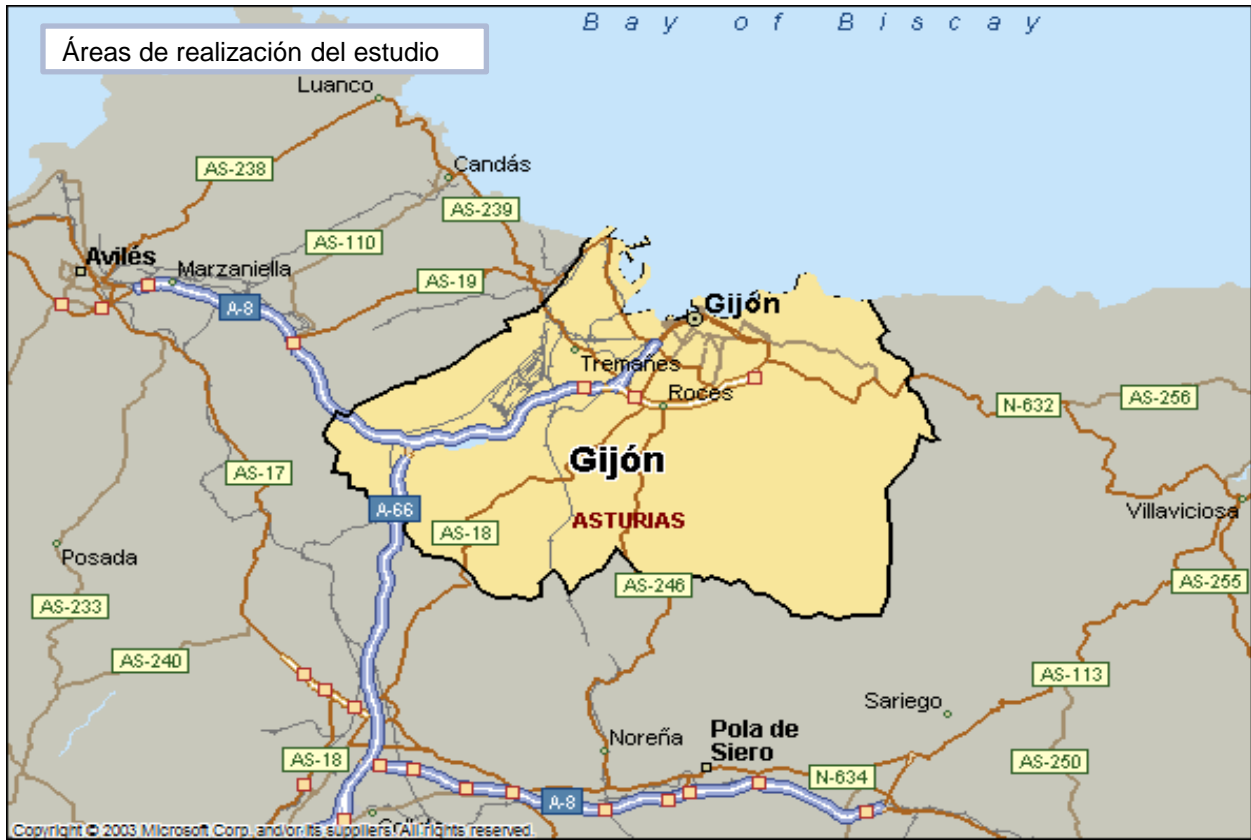 Bay of Biscay
Áreas de realización del estudio
Luanco
AS-238
Candás
AS-239
AS-110
Avilés
Marzaniella
AS-19
A-8
Gijón
Tremañes
Roces
N-632
AS-256
Gijón
AS-17
A-66
ASTURIAS
AS-18
Villaviciosa
Posada
AS-246
AS-255
AS-233
AS-240
AS-113
Sariego
Noreña
Pola de
Siero
AS-18
N-634
AS-250
A-8
Copyright © 2003 Microsoft Corp. and/or its suppliers. All rights reserved.